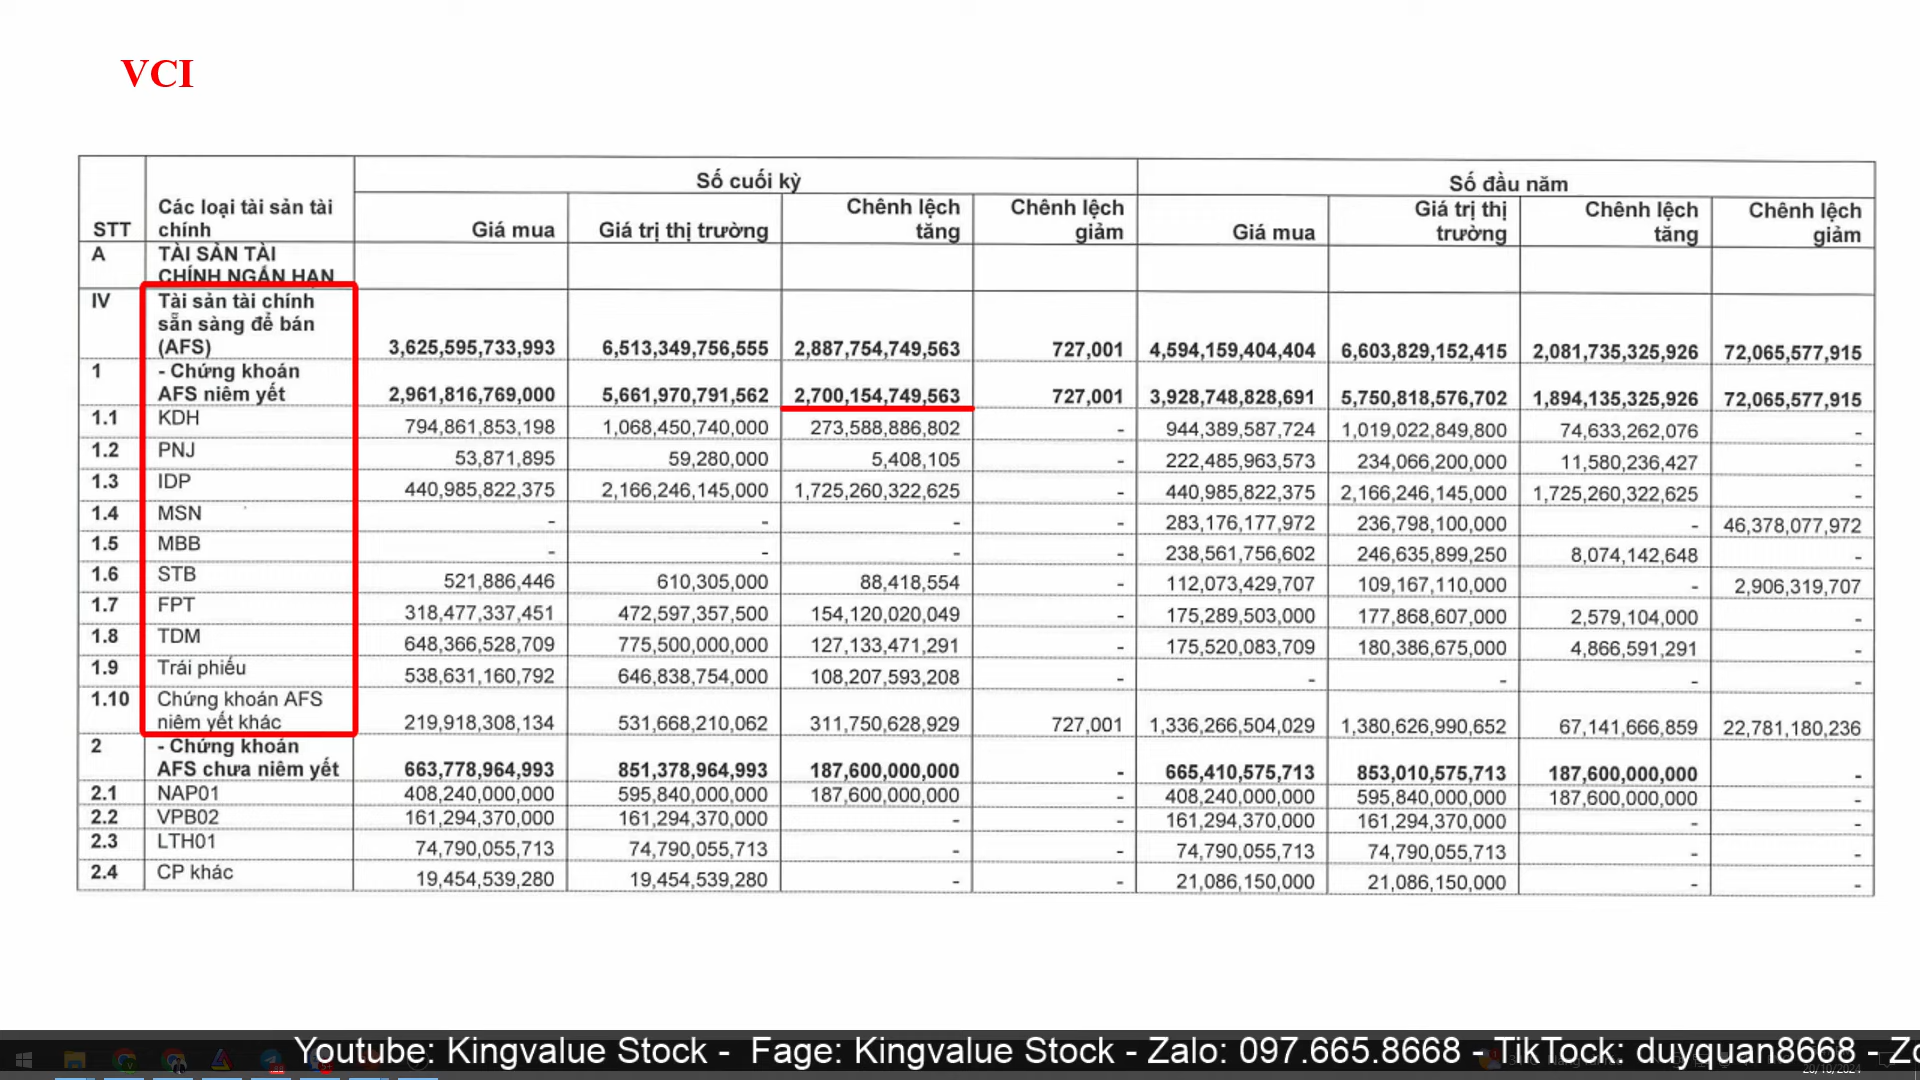 VCI
STT Các loại tài sản tài chính Số cuối kỳ Số đầu năm
Giá mua Giá trị thị trường Chênh lệch tăng Chênh lệch giảm Giá mua Giá trị thị trường Chênh lệch tăng Chênh lệch giảm
A TÀI SẢN TÀI CHÍNH NGẮN HẠN
IV Tài sản tài chính sẵn sàng để bán (AFS) 3,625,595,733,993 6,513,349,756,555 2,887,754,749,563 727,001 4,594,159,404,404 6,603,829,152,415 2,081,735,325,926 72,065,577,915
1 - Chứng khoán AFS niêm yết 2,961,816,769,000 5,661,970,791,562 2,700,154,749,563 727,001 3,928,748,828,691 5,750,818,576,702 1,894,135,325,926 72,065,577,915
1.1 KDH 794,861,853,198 1,068,450,740,000 273,588,886,802 - 944,389,587,724 1,019,022,849,800 74,633,262,076 -
1.2 PNJ 53,871,895 59,280,000 5,408,105 - 222,485,963,573 234,066,200,000 11,580,236,427 -
1.3 IDP 440,985,822,375 2,166,246,145,000 1,725,260,322,625 - 440,985,822,375 2,166,246,145,000 1,725,260,322,625 -
1.4 MSN - - - - 283,176,177,972 236,798,100,000 - 46,378,077,972
1.5 MBB - - - - 238,561,756,602 246,635,899,250 8,074,142,648 -
1.6 STB 521,886,446 610,305,000 88,418,554 - 112,073,429,707 109,167,110,000 - 2,906,319,707
1.7 FPT 318,477,337,451 472,597,357,500 154,120,020,049 - 175,289,503,000 177,868,607,000 2,579,104,000 -
1.8 TDM 648,366,528,709 775,500,000,000 127,133,471,291 - 175,520,083,709 180,386,675,000 4,866,591,291 -
1.9 Trái phiếu 538,631,160,792 646,838,754,000 108,207,593,208 - - - - -
1.10 Chứng khoán AFS niêm yết khác 219,918,308,134 531,668,210,062 311,750,628,929 727,001 1,336,266,504,029 1,380,626,990,652 67,141,666,859 22,781,180,236
2 - Chứng khoán AFS chưa niêm yết 663,778,964,993 851,378,964,993 187,600,000,000 - 665,410,575,713 853,010,575,713 187,600,000,000 -
2.1 NAP01 408,240,000,000 595,840,000,000 187,600,000,000 - 408,240,000,000 595,840,000,000 187,600,000,000 -
2.2 VPB02 161,294,370,000 161,294,370,000 - - 161,294,370,000 161,294,370,000 - -
2.3 LTH01 74,790,055,713 74,790,055,713 - - 74,790,055,713 74,790,055,713 - -
2.4 CP khác 19,454,539,280 19,454,539,280 - - 21,086,150,000 21,086,150,000 - -
Youtube: Kingvalue Stock - Fage: Kingvalue Stock - Zalo: 097.665.8668 - TikTock: duyquan8668 - Zo
20/10/2024